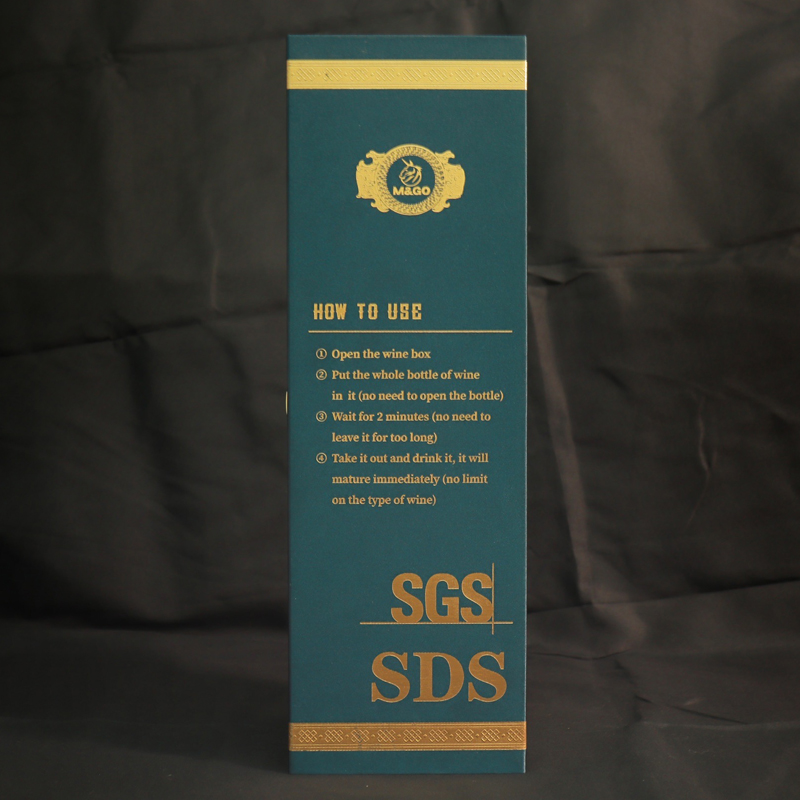 M&GO
HOW TO USE
① Open the wine box
② Put the whole bottle of wine
in it (no need to open the bottle)
③ Wait for 2 minutes (no need to
leave it for too long)
④ Take it out and drink it, it will
mature immediately (no limit
on the type of wine)
SGS
SDS